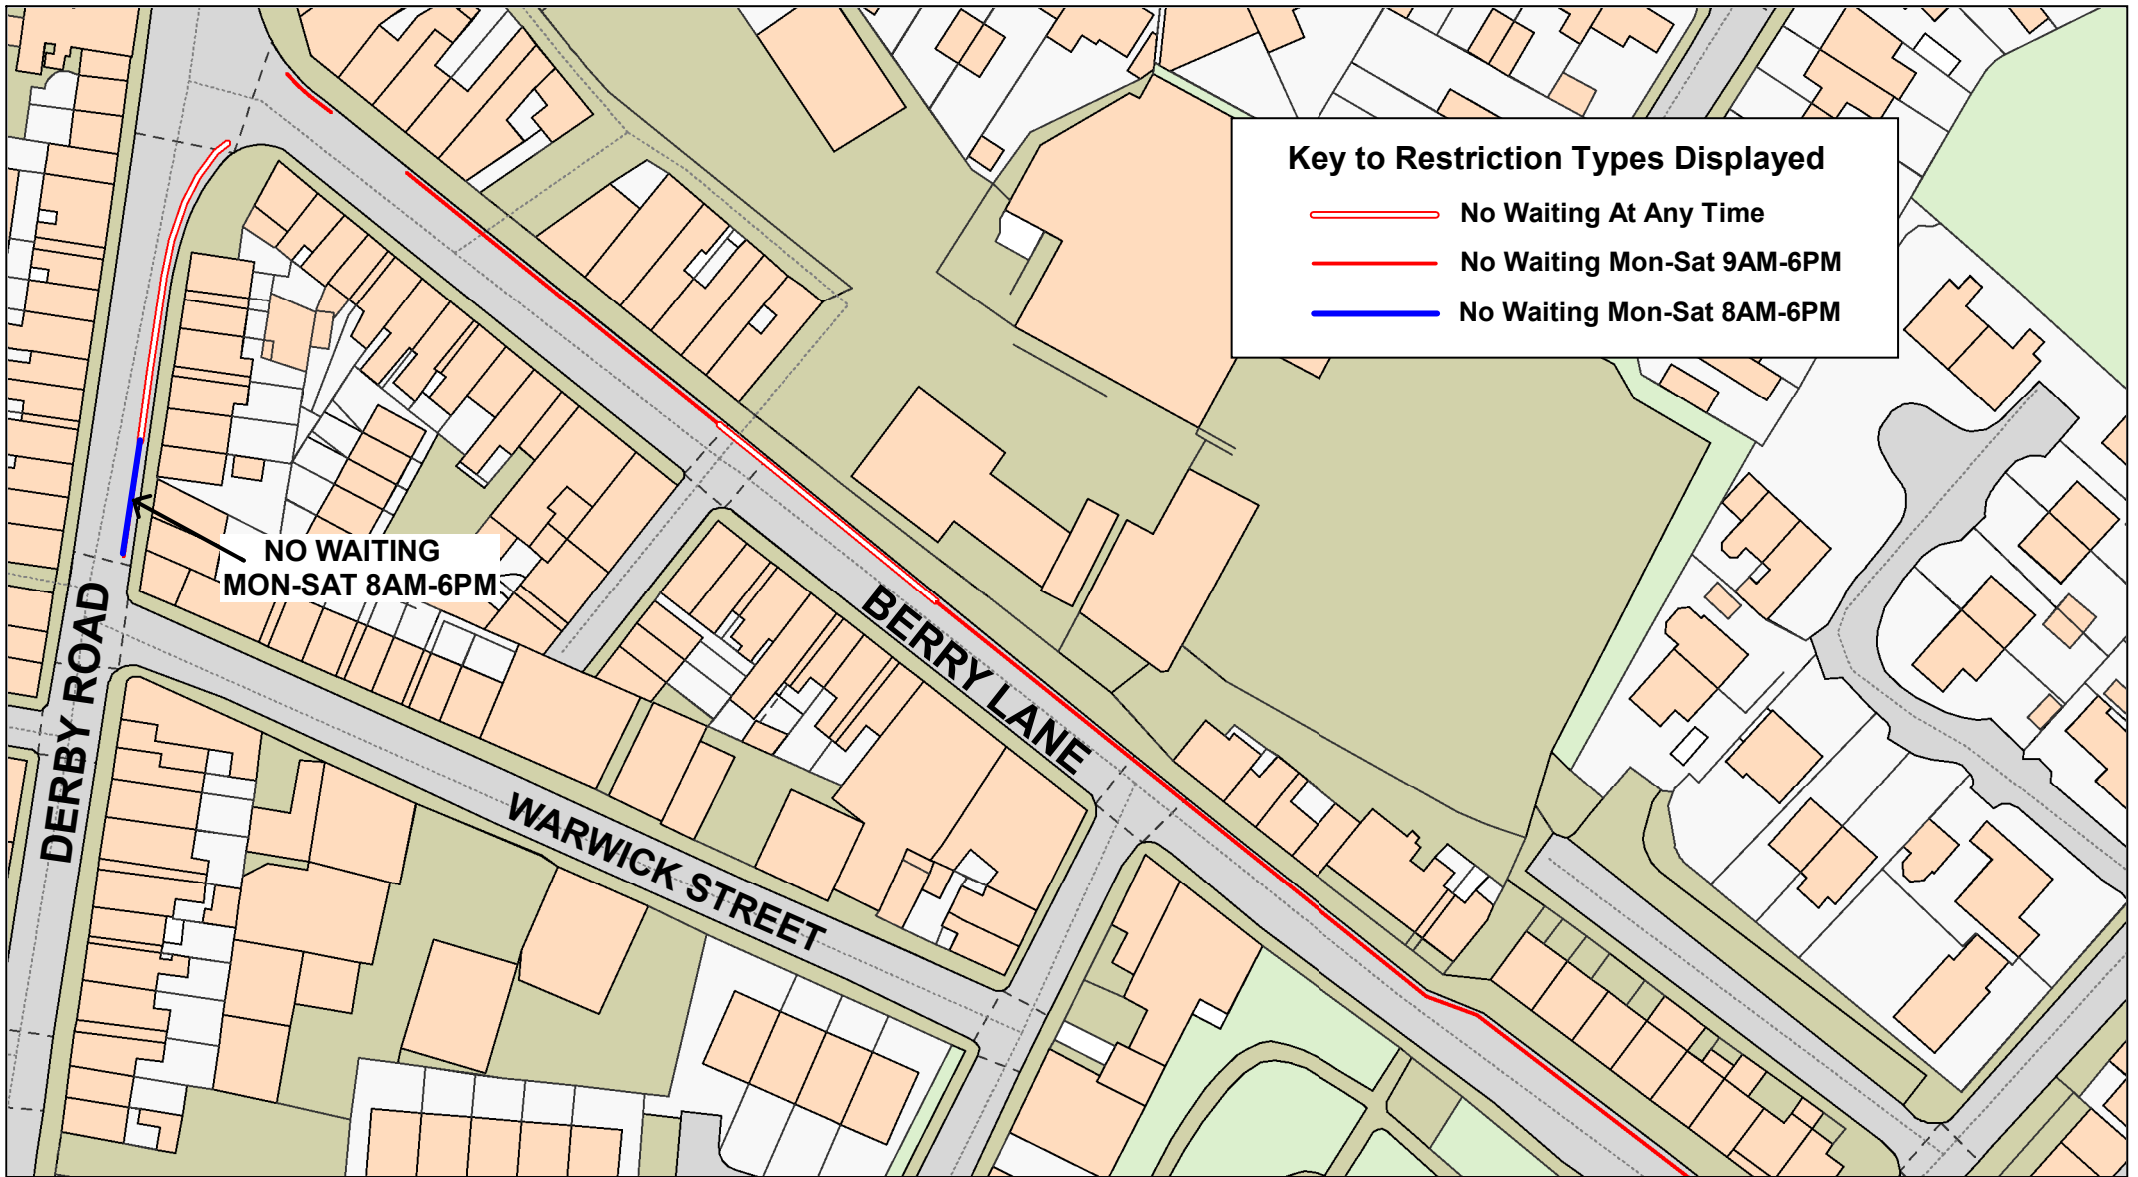 Key to Restriction Types Displayed
No Waiting At Any Time
No Waiting Mon-Sat 9AM-6PM
No Waiting Mon-Sat 8AM-6PM
NO WAITING
MON-SAT 8AM-6PM
DERBY ROAD
BERRY LANE
WARWICK STREET